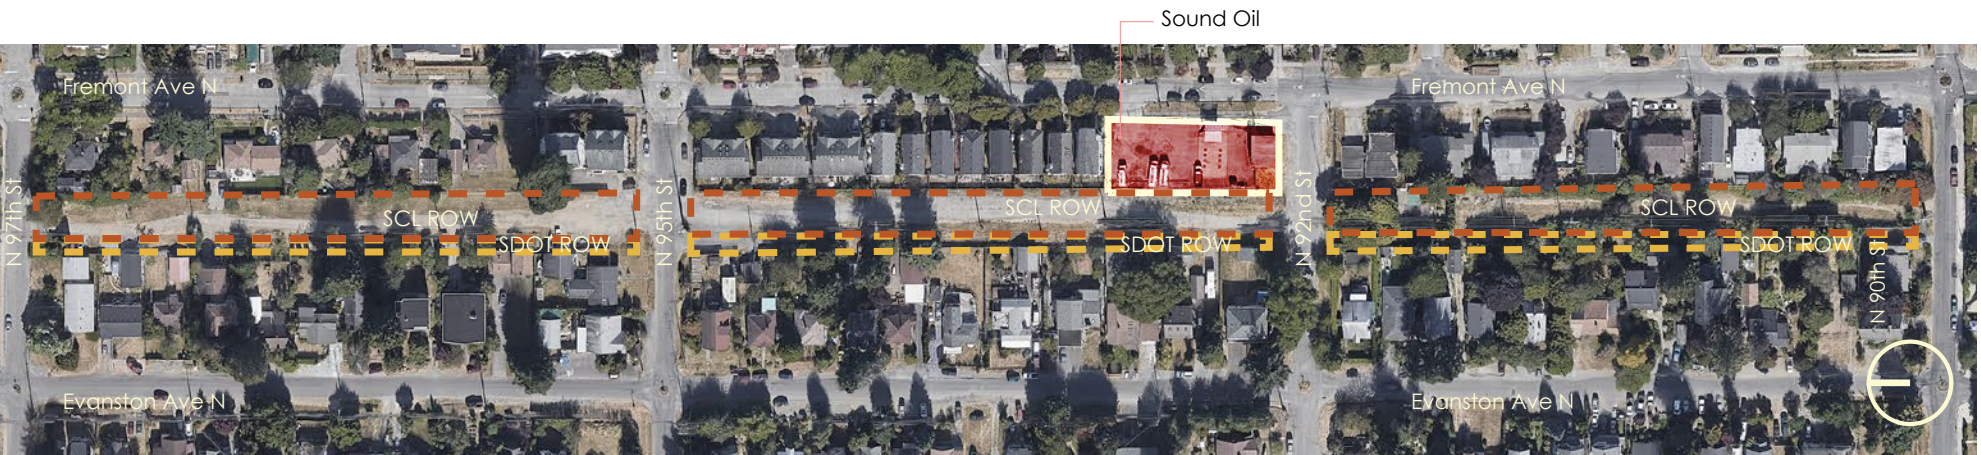 Sound Oil
Fremont Ave N
Fremont Ave N
N 97th St
SCL ROW
SDOT ROW
N 95th St
SCL ROW
SDOT ROW
N 92nd St
SCL ROW
SDOT ROW
N 90th St
Evanston Ave N
Evanston Ave N